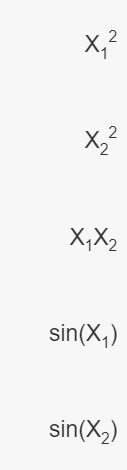 X₁²
X₂²
X₁X₂
sin(X₁)
sin(X₂)